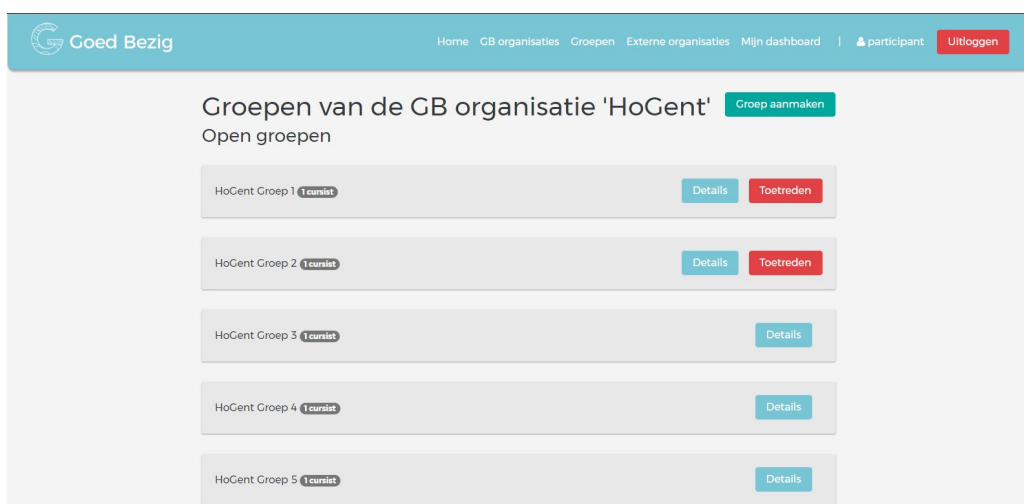 Goed Bezig Home GB organisaties Groepen Externe organisaties Mijn dashboard | participant Uitloggen
Groepen van de GB organisatie 'HoGent' Groep aanmaken
Open groepen
HoGent Groep 1 1 cursist Details Toetreden
HoGent Groep 2 1 cursist Details Toetreden
HoGent Groep 3 1 cursist Details
HoGent Groep 4 1 cursist Details
HoGent Groep 5 1 cursist Details